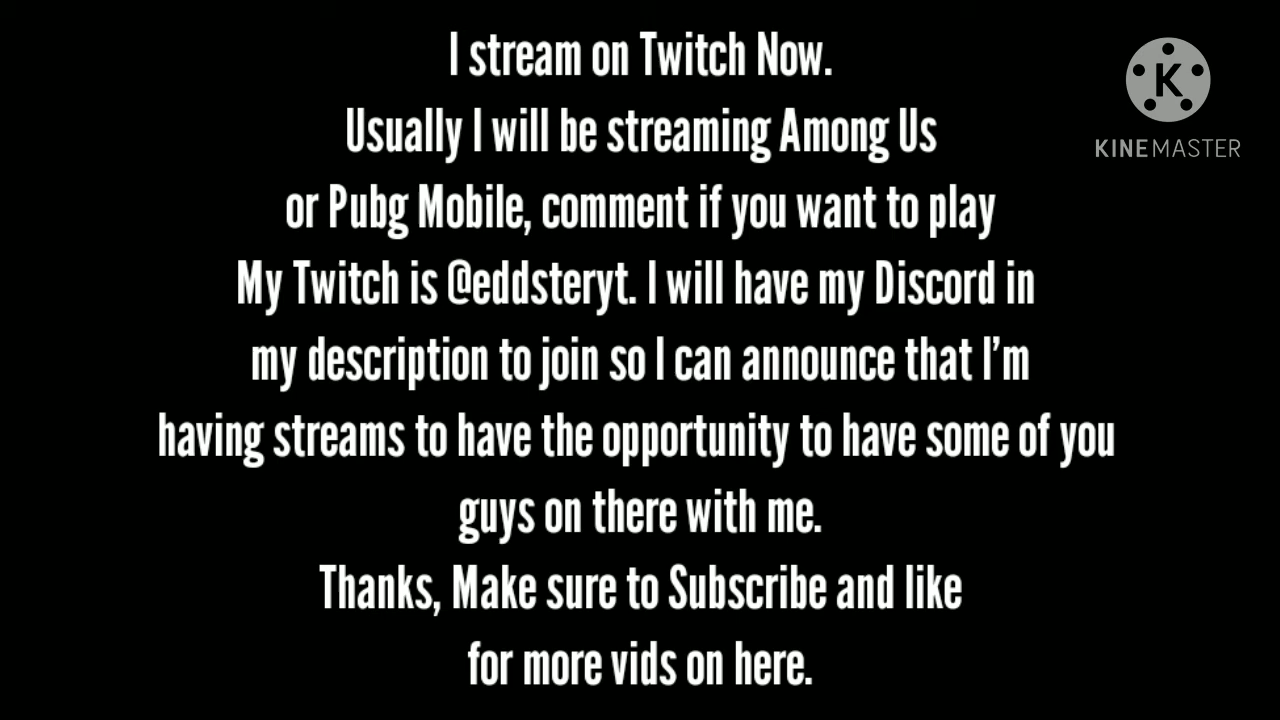 I stream on Twitch Now.
Usually I will be streaming Among Us
or Pubg Mobile, comment if you want to play
My Twitch is @eddsteryt. I will have my Discord in
my description to join so I can announce that I'm
having streams to have the opportunity to have some of you
guys on there with me.
Thanks, Make sure to Subscribe and like
for more vids on here.
K
KINEMASTER